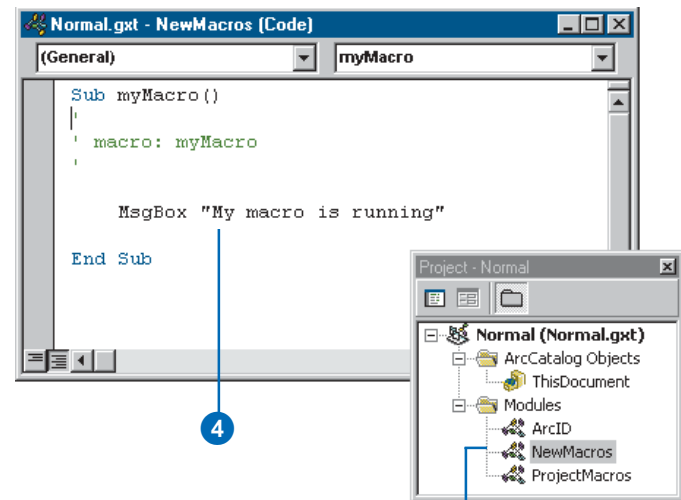 Normal.gxt - NewMacros (Code)
(General) myMacro
Sub myMacro()
'
' macro: myMacro
'
MsgBox "My macro is running"
End Sub
4
Project - Normal
Normal (Normal.gxt)
ArcCatalog Objects
ThisDocument
Modules
ArcID
NewMacros
ProjectMacros